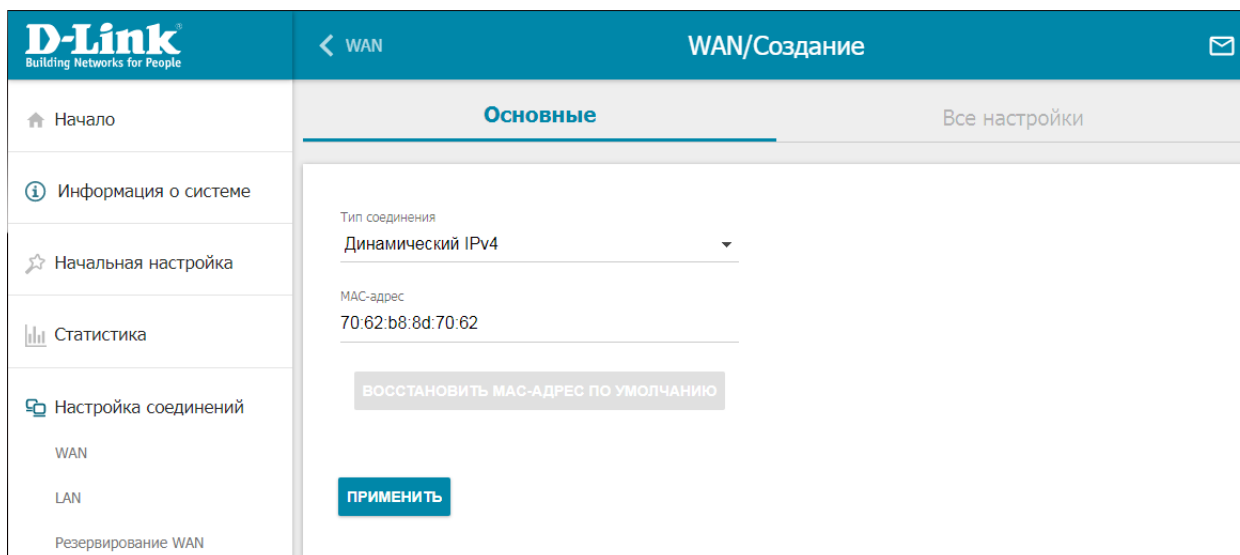 D-Link
Building Networks for People
WAN
WAN/Создание
Начало
Информация о системе
Начальная настройка
Статистика
Настройка соединений
WAN
LAN
Резервирование WAN
Основные
Все настройки
Тип соединения
Динамический IPv4
MAC-адрес
70:62:b8:8d:70:62
ВОССТАНОВИТЬ MAC-АДРЕС ПО УМОЛЧАНИЮ
ПРИМЕНИТЬ